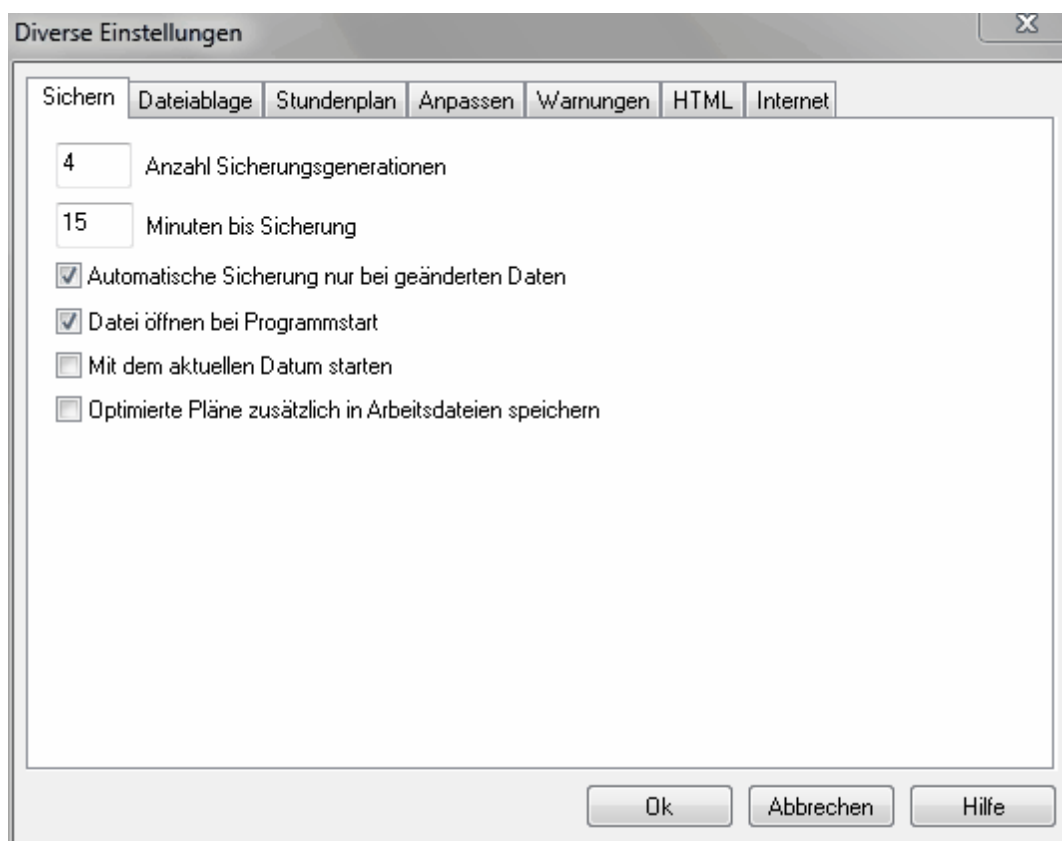 Diverse Einstellungen
Sichern Dateiablage Stundenplan Anpassen Warnungen HTML Internet
4 Anzahl Sicherungsgenerationen
15 Minuten bis Sicherung
Automatische Sicherung nur bei geänderten Daten
Datei öffnen bei Programmstart
Mit dem aktuellen Datum starten
Optimierte Pläne zusätzlich in Arbeitsdateien speichern
Ok Abbrechen Hilfe